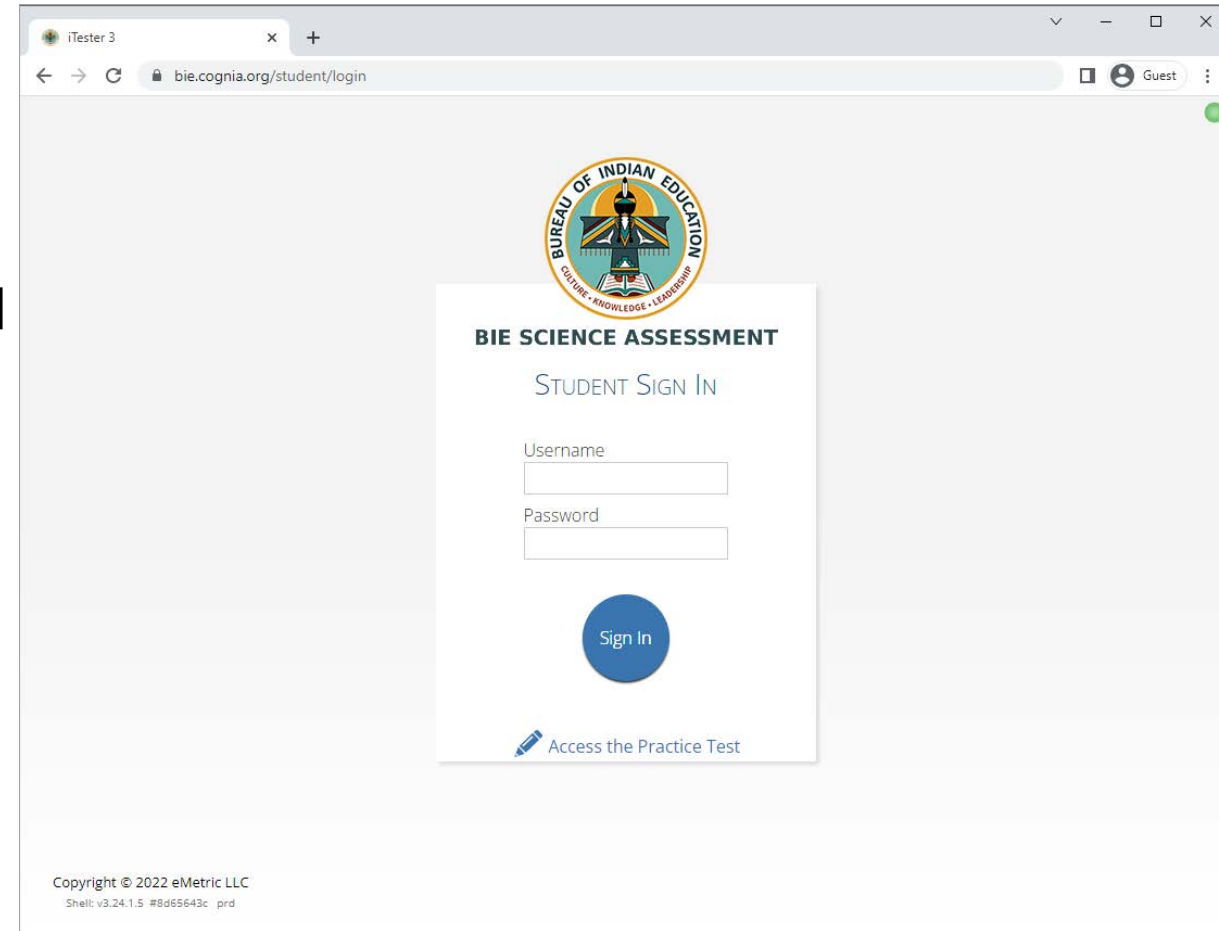 iTester 3
bie.cognia.org/student/login
Guest
BUREAU OF INDIAN EDUCATION
CULTURE • KNOWLEDGE • LEADERSHIP
BIE SCIENCE ASSESSMENT
STUDENT SIGN IN
Username
Password
Sign In
Access the Practice Test
Copyright © 2022 eMetric LLC
Shell: v3.24.1.5 #8d65643c prd